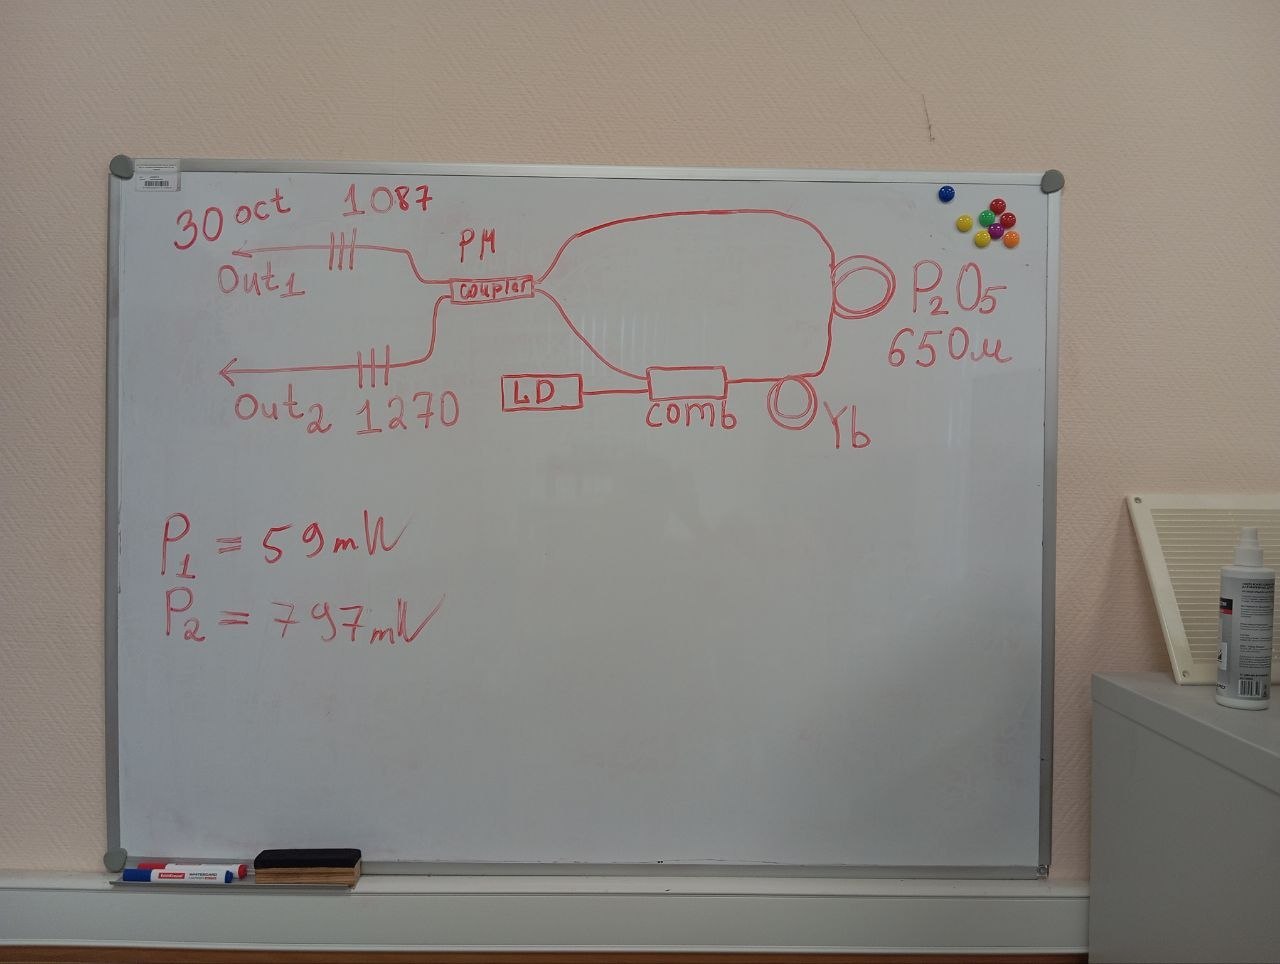 30 oct
1087
Out1
PM
coupler
P2O5
650м
Out2
1270
LD
comb
Yb
P1 = 59mW
P2 = 797mW